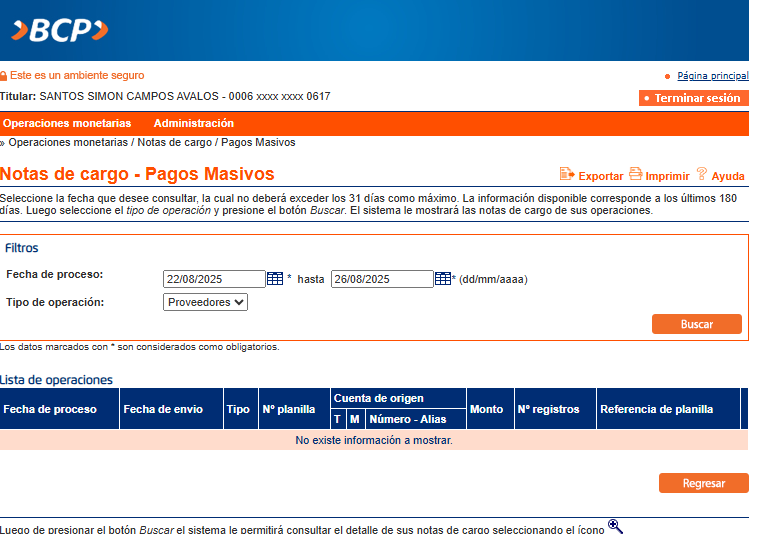 BCP
Este es un ambiente seguro
Página principal
Titular: SANTOS SIMON CAMPOS AVALOS - 0006 xxxx xxxx 0617
• Terminar sesión
Operaciones monetarias Administración
» Operaciones monetarias / Notas de cargo / Pagos Masivos
Notas de cargo - Pagos Masivos
Exportar Imprimir ? Ayuda
Seleccione la fecha que desee consultar, la cual no deberá exceder los 31 días como máximo. La información disponible corresponde a los últimos 180
días. Luego seleccione el tipo de operación y presione el botón Buscar. El sistema le mostrará las notas de cargo de sus operaciones.
Filtros
Fecha de proceso: 22/08/2025 * hasta 26/08/2025 * (dd/mm/aaaa)
Tipo de operación: Proveedores
Buscar
Los datos marcados con * son considerados como obligatorios.
Lista de operaciones
Fecha de proceso Fecha de envio Tipo Nº planilla Cuenta de origen Monto Nº registros Referencia de planilla
T M Número - Alias
No existe información a mostrar.
Regresar
Luego de presionar el botón Buscar el sistema le permitirá consultar el detalle de sus notas de cargo seleccionando el ícono